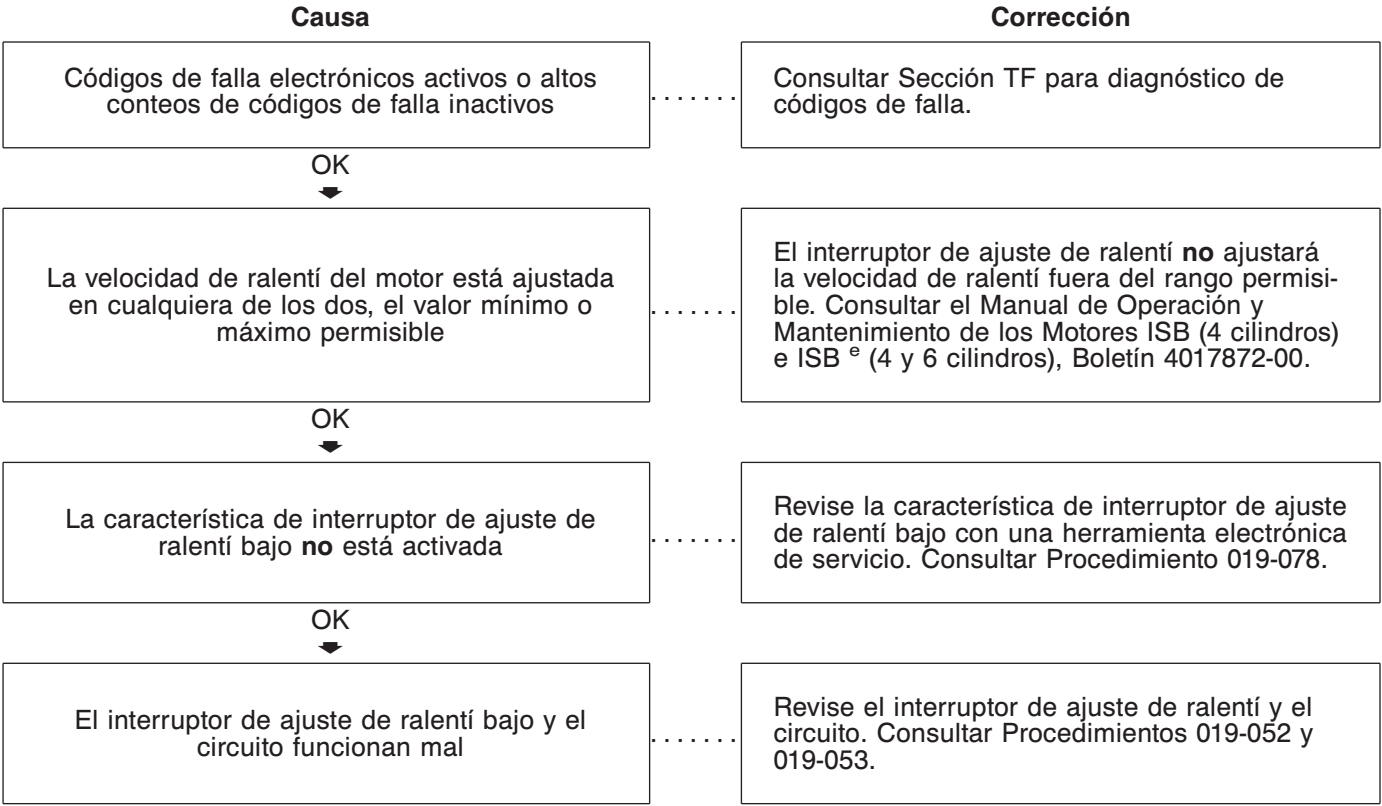 Causa
Corrección
Códigos de falla electrónicos activos o altos
conteos de códigos de falla inactivos
.......
Consultar Sección TF para diagnóstico de
códigos de falla.
OK
La velocidad de ralentí del motor está ajustada
en cualquiera de los dos, el valor mínimo o
máximo permisible
.......
El interruptor de ajuste de ralentí no ajustará
la velocidad de ralentí fuera del rango permisi-
ble. Consultar el Manual de Operación y
Mantenimiento de los Motores ISB (4 cilindros)
e ISB e (4 y 6 cilindros), Boletín 4017872-00.
OK
La característica de interruptor de ajuste de
ralentí bajo no está activada
.......
Revise la característica de interruptor de ajuste
de ralentí bajo con una herramienta electrónica
de servicio. Consultar Procedimiento 019-078.
OK
El interruptor de ajuste de ralentí bajo y el
circuito funcionan mal
.......
Revise el interruptor de ajuste de ralentí y el
circuito. Consultar Procedimientos 019-052 y
019-053.